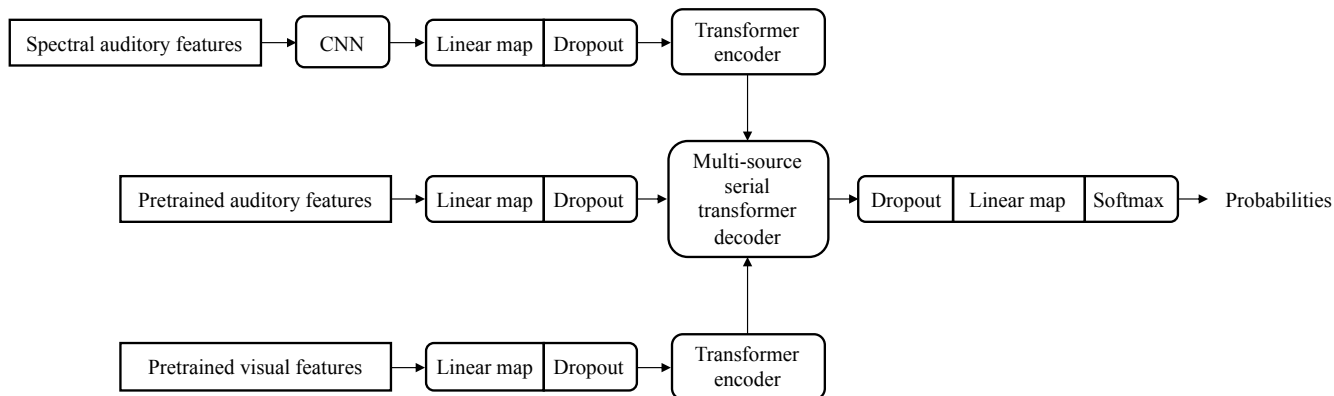 Spectral auditory features
CNN
Linear map
Dropout
Transformer
encoder
Pretrained auditory features
Linear map
Dropout
Multi-source
serial
transformer
decoder
Dropout
Linear map
Softmax
Probabilities
Pretrained visual features
Linear map
Dropout
Transformer
encoder